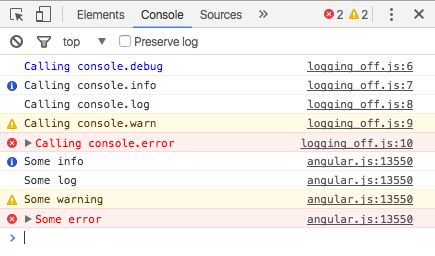 Elements Console Sources » 2 2
top ▼ Preserve log
Calling console.debug logging_off.js:6
Calling console.info logging_off.js:7
Calling console.log logging_off.js:8
Calling console.warn logging_off.js:9
Calling console.error logging_off.js:10
Some info angular.js:13550
Some log angular.js:13550
Some warning angular.js:13550
Some error angular.js:13550